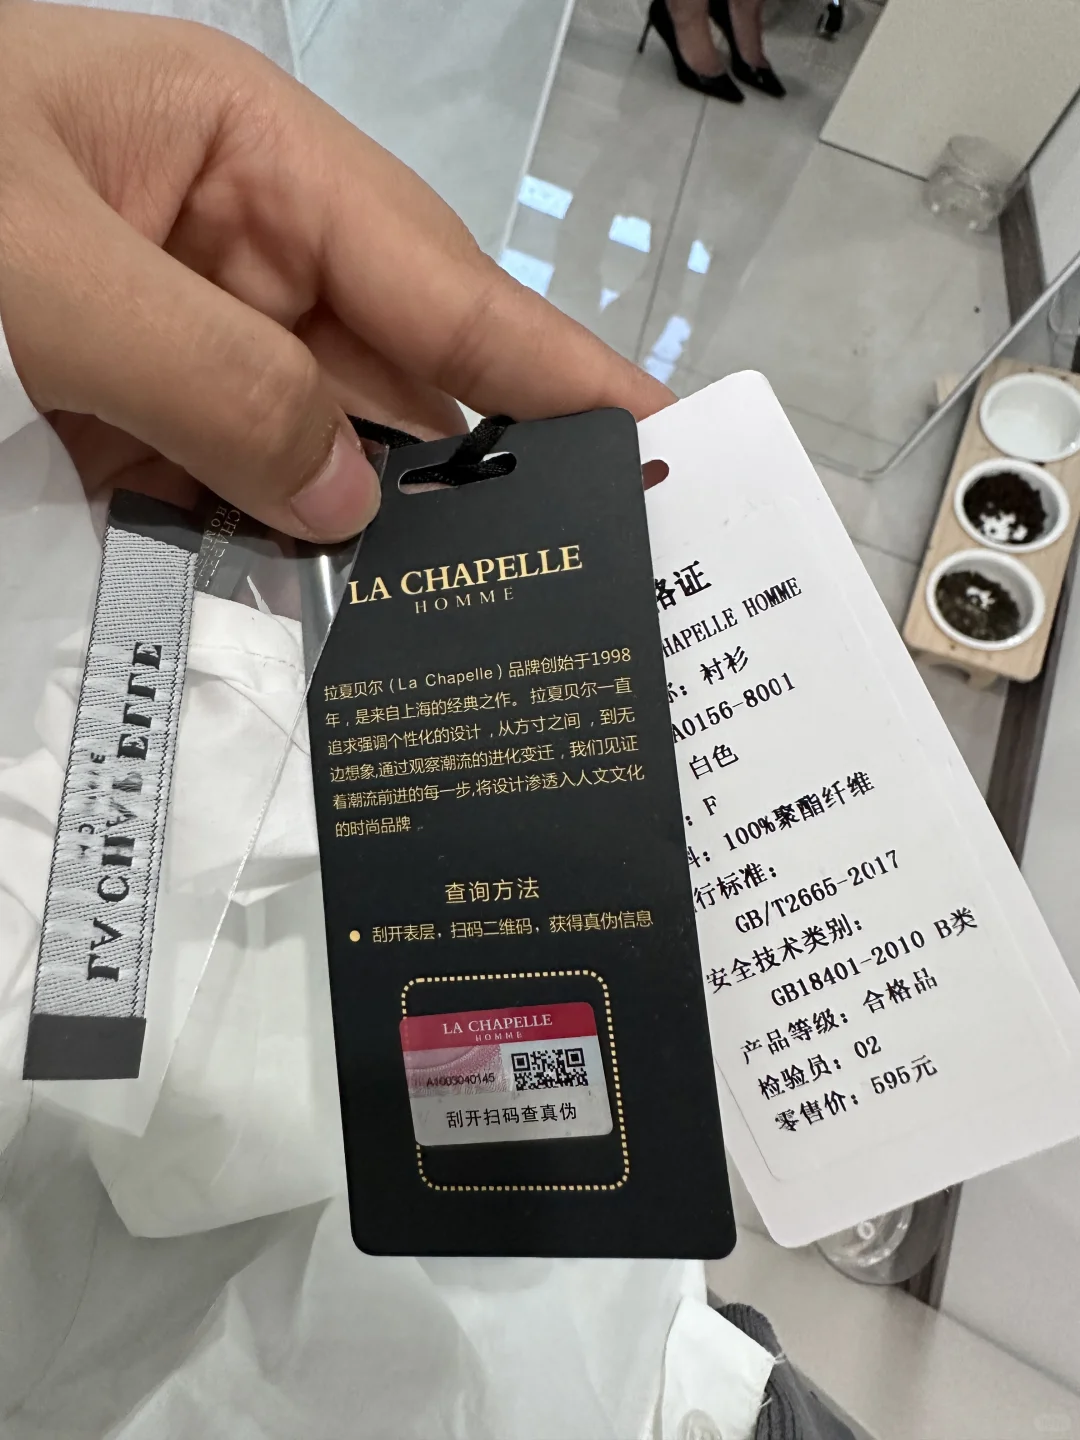 LA CHAPELLE
HOMME
LA CHAPELLE
HOMME
拉夏贝尔（La Chapelle）品牌创始于1998
年，是来自上海的经典之作。拉夏贝尔一直
追求强调个性化的设计，从方寸之间，到无
边想象,通过观察潮流的进化变迁，我们见证
着潮流前进的每一步,将设计渗透入人文文化
的时尚品牌。
查询方法
● 刮开表层，扫码二维码，获得真伪信息
LA CHAPELLE
HOMME
A1003040145
刮开扫码查真伪
格证
HAPELLE HOMME
：衬衫
A0156-8001
白色
：F
料：100%聚酯纤维
行标准：
GB/T2665-2017
安全技术类别：
GB18401-2010 B类
产品等级：合格品
检验员：02
零售价：595元